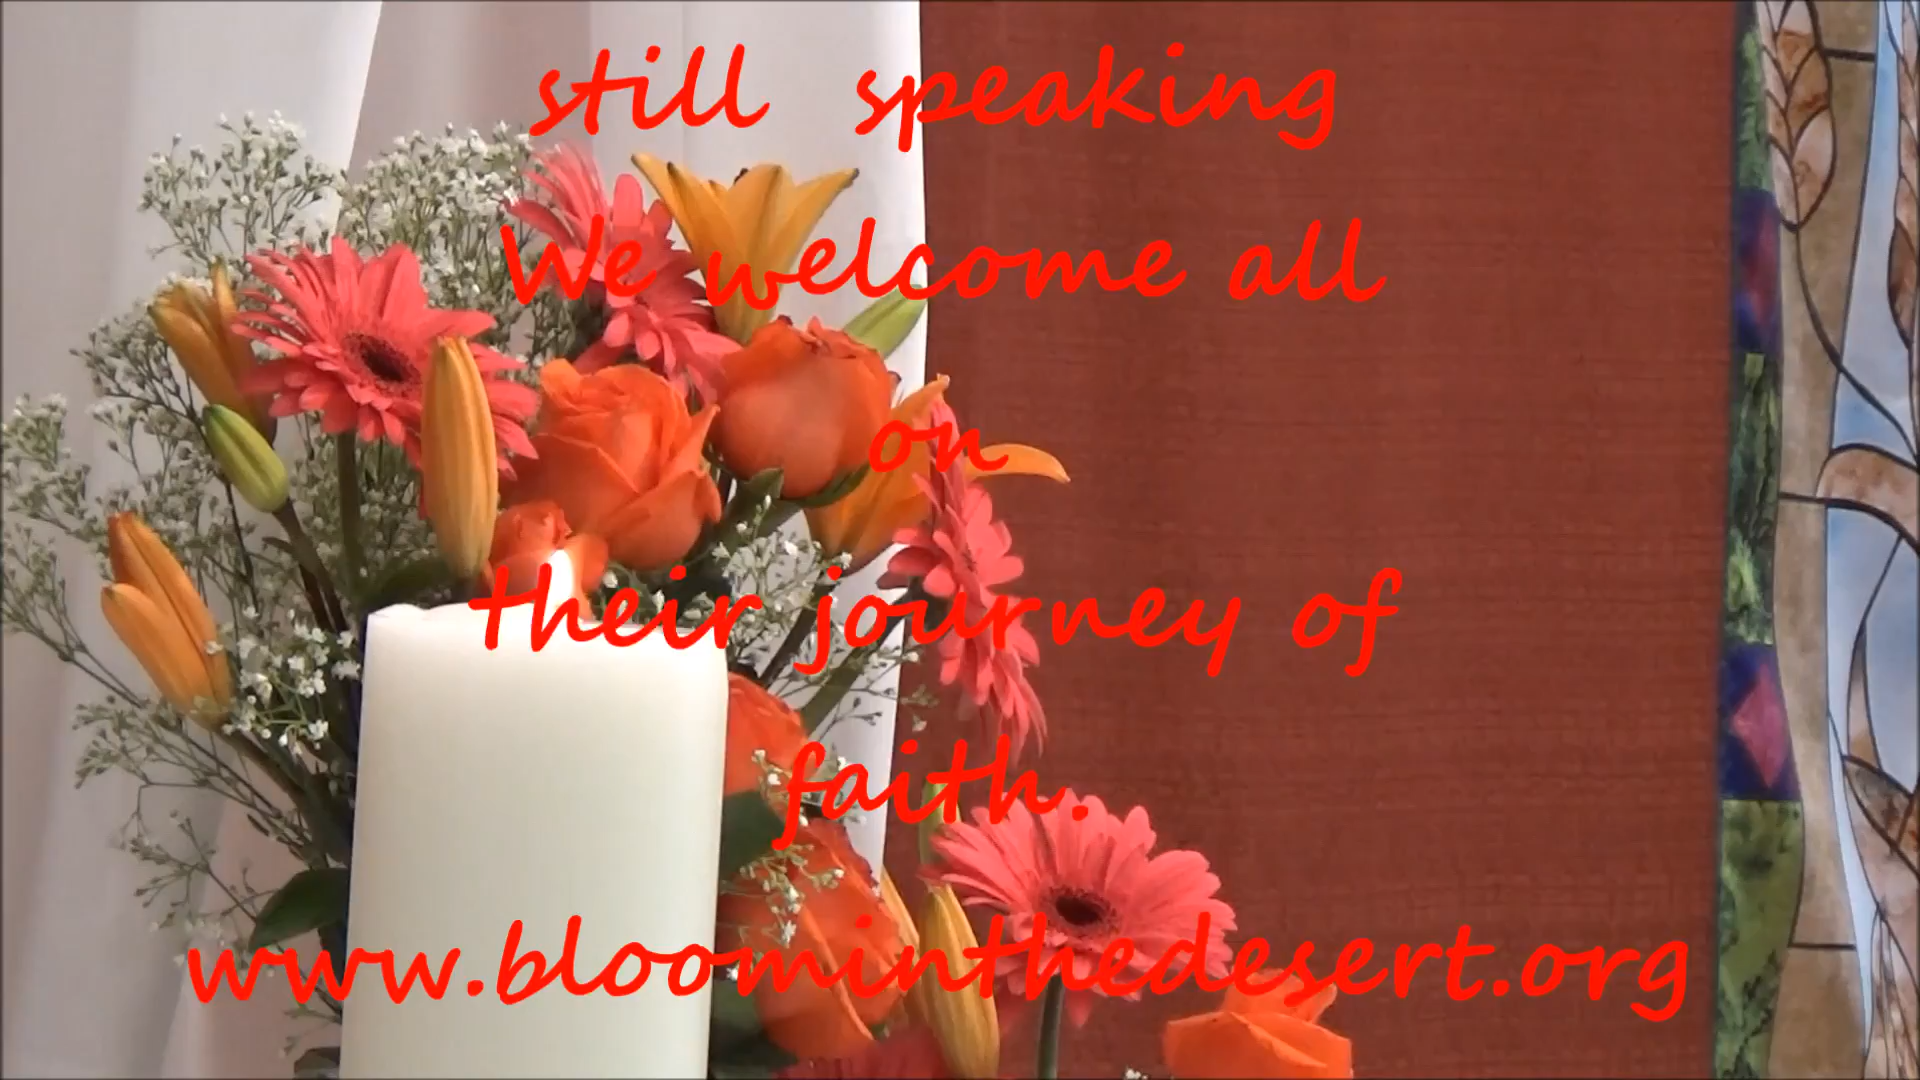 still speaking
We welcome all
on
their journey of
faith.
www.bloominthedesert.org